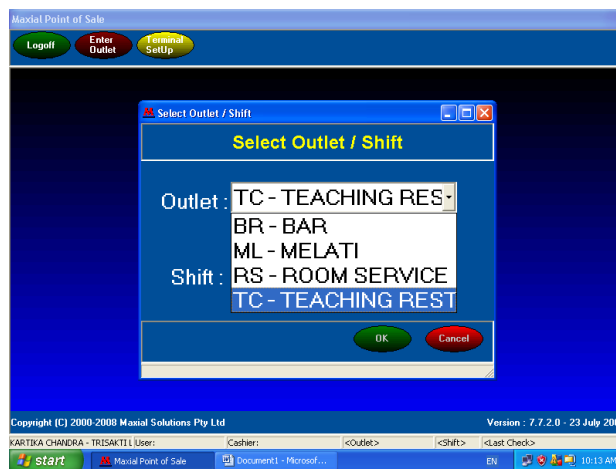 Maxial Point of Sale
Logoff
Enter Outlet
Terminal SetUp
Select Outlet / Shift
Select Outlet / Shift
Outlet : TC - TEACHING RES
BR - BAR
ML - MELATI
Shift : RS - ROOM SERVICE
TC - TEACHING REST
OK Cancel
Copyright (C) 2000-2008 Maxial Solutions Pty Ltd Version : 7.7.2.0 - 23 July 200
KARTIKA CHANDRA - TRISAKTI L User: Cashier: <Outlet> <Shift> <Last Check>
start Maxial Point of Sale Document1 - Microsof... EN 10:13 AM